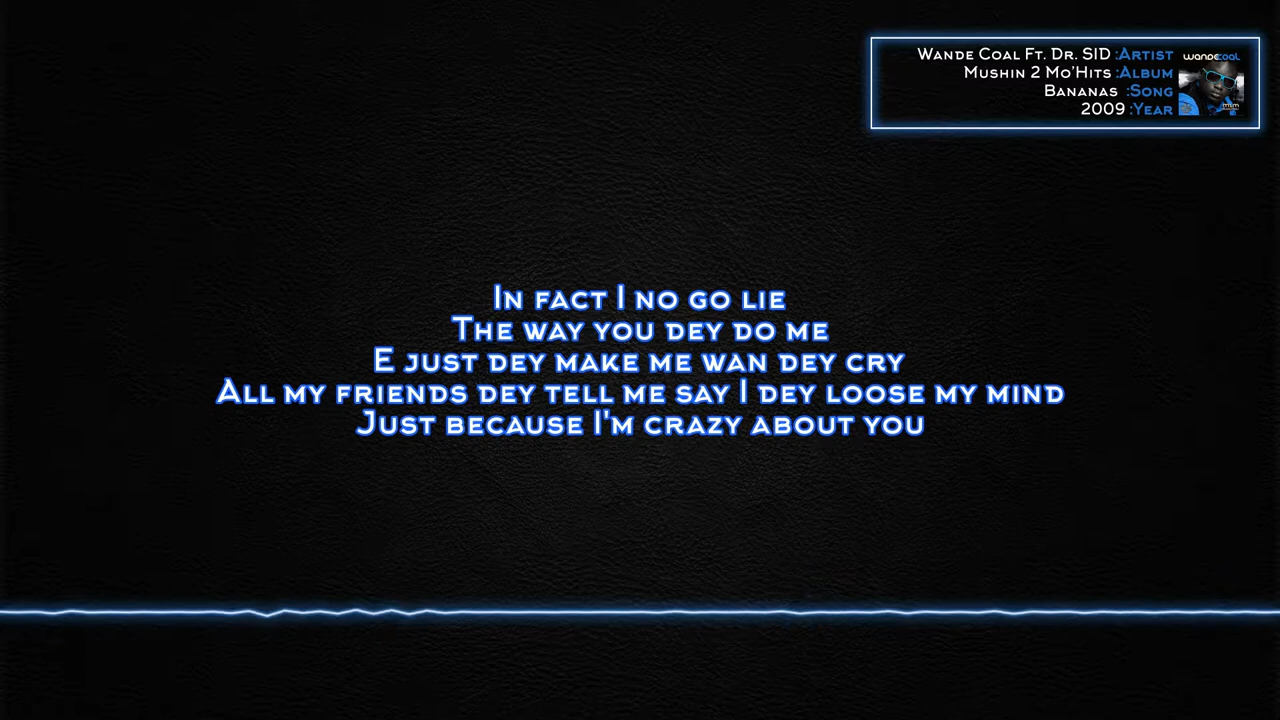 Wande Coal Ft. Dr. SID :Artist
Mushin 2 Mo'Hits :Album
Bananas :Song
2009 :Year
wandecoal
In fact I no go lie
The way you dey do me
E just dey make me wan dey cry
All my friends dey tell me say I dey loose my mind
Just because I'm crazy about you